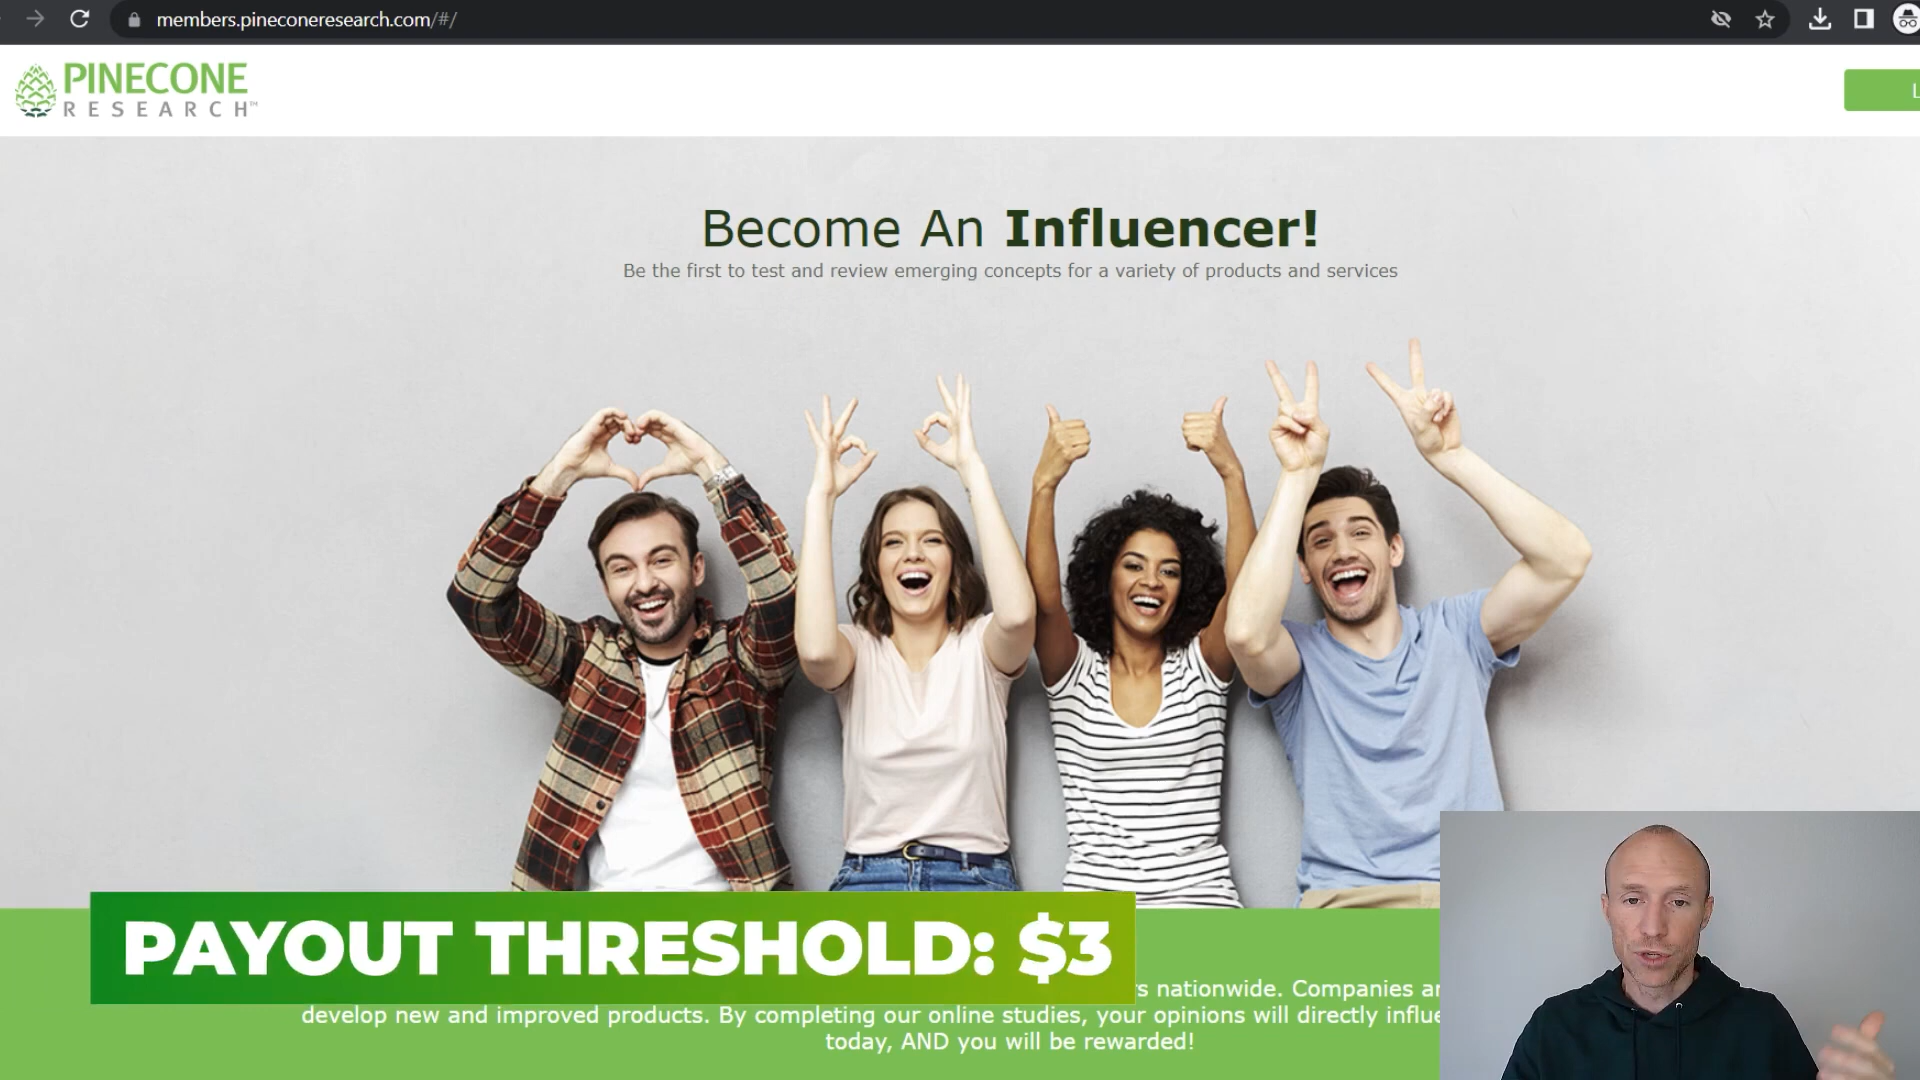 members.pineconeresearch.com/#/
PINECONE
RESEARCH™
L
Become An Influencer!
Be the first to test and review emerging concepts for a variety of products and services
PAYOUT THRESHOLD: $3
s nationwide. Companies ar
develop new and improved products. By completing our online studies, your opinions will directly influe
today, AND you will be rewarded!